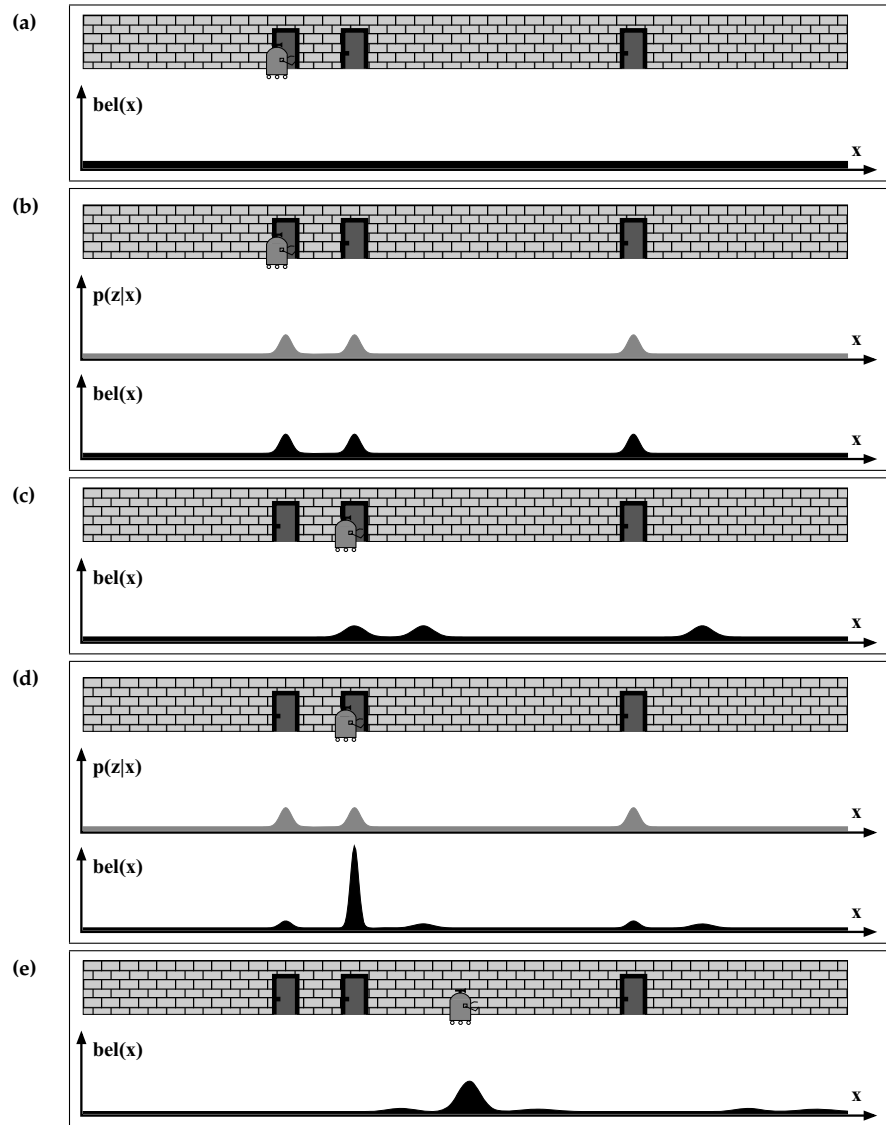 (a)
bel(x)
x
(b)
p(z|x)
x
bel(x)
x
(c)
bel(x)
x
(d)
p(z|x)
x
bel(x)
x
(e)
bel(x)
x